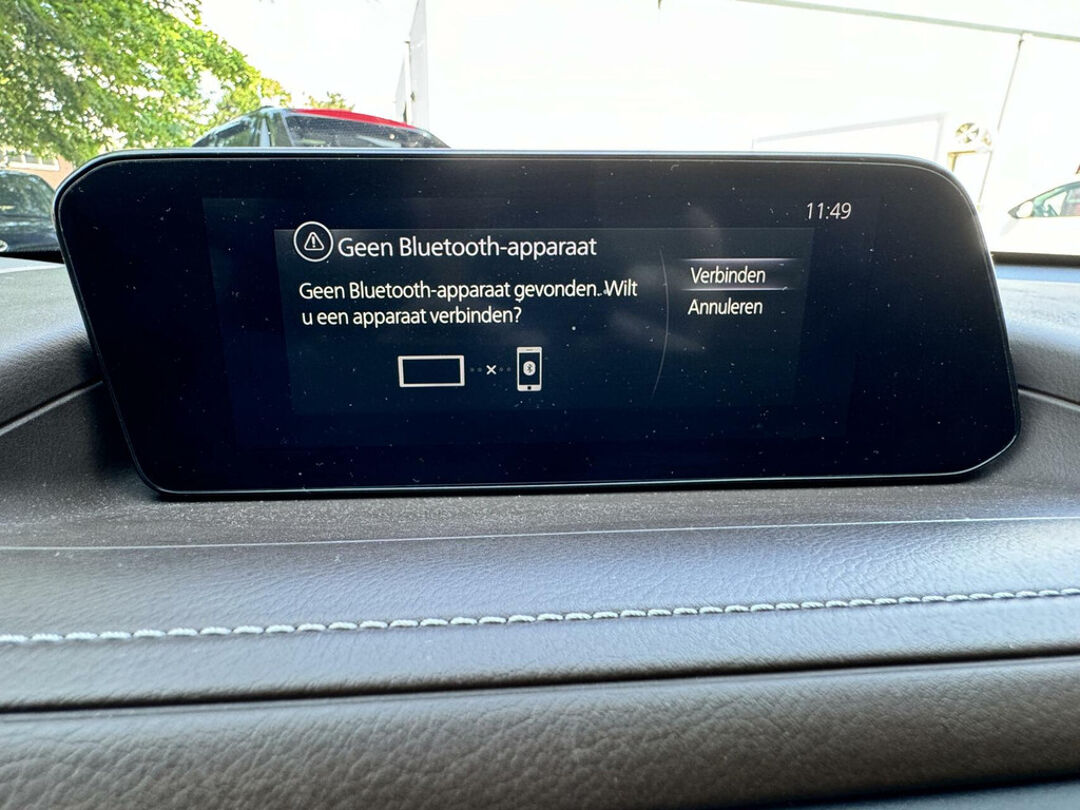 11:49
Geen Bluetooth-apparaat
Geen Bluetooth-apparaat gevonden. Wilt
u een apparaat verbinden?
Verbinden
Annuleren